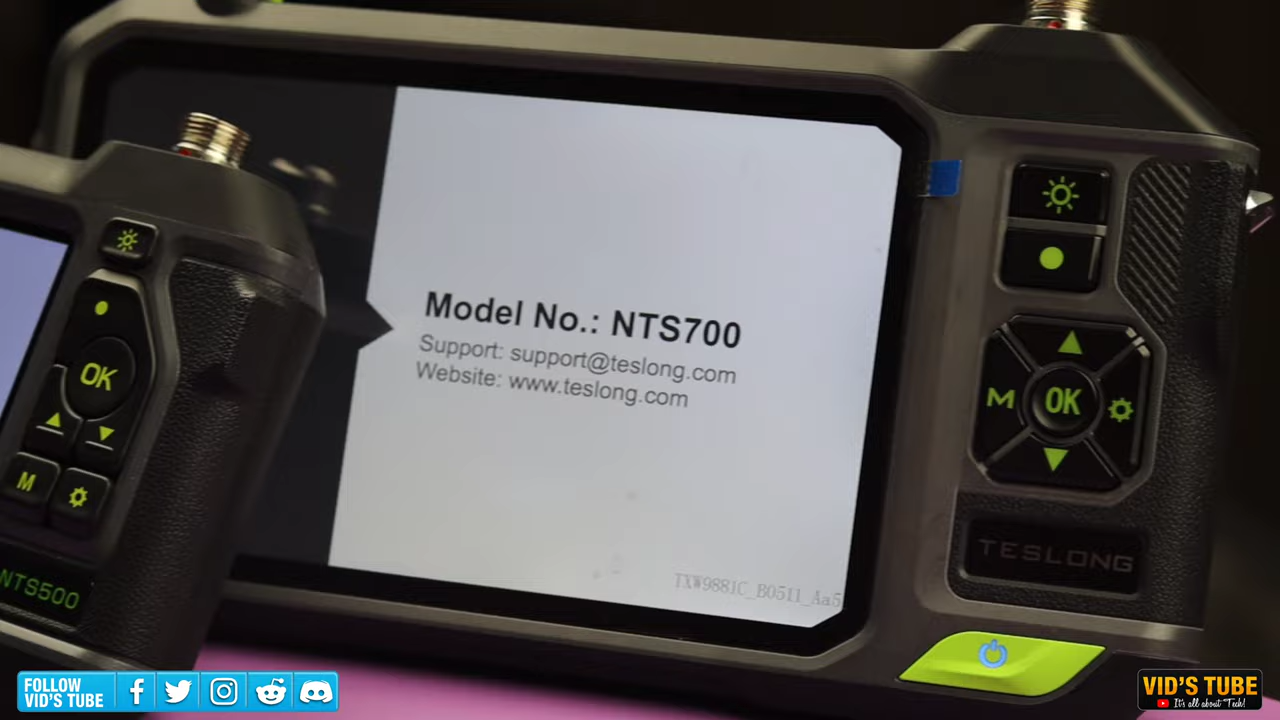 Model No.: NTS700
Support: support@teslong.com
Website: www.teslong.com
TXW988JC_B0511_Aa5
OK
M
NTS500
M
OK
TESLONG
FOLLOW
VID'S TUBE
VID'S TUBE
It's all about Tech!